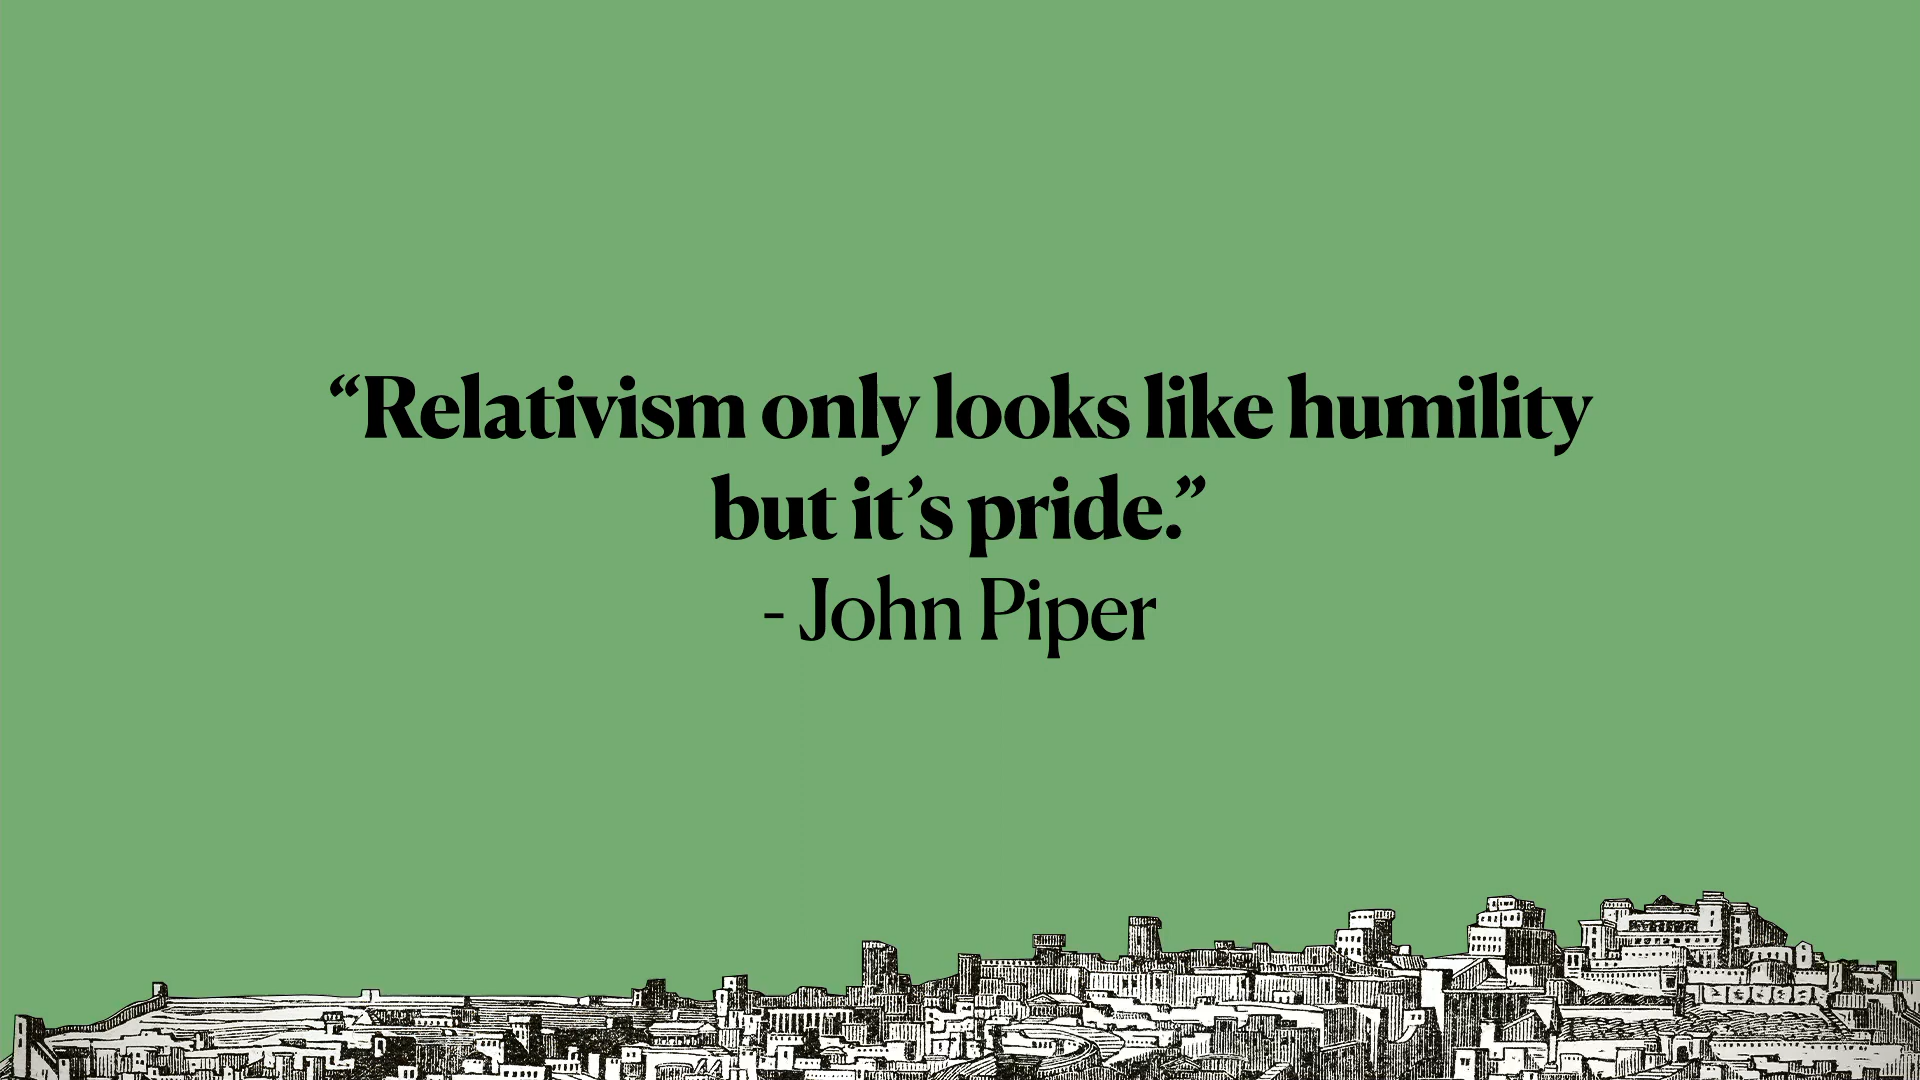 “Relativism only looks like humility
but it’s pride.”
- John Piper